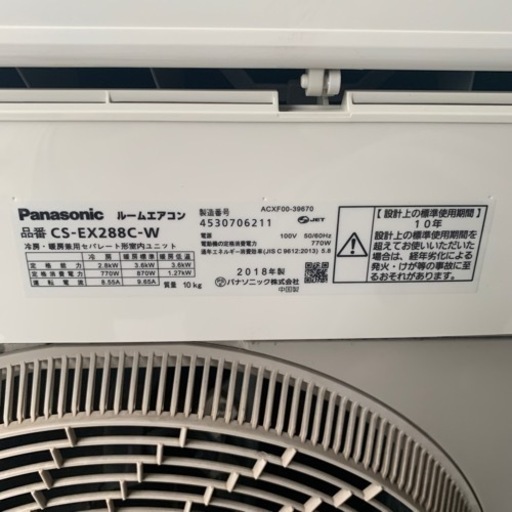 Panasonic ルームエアコン
品番 CS-EX288C-W
冷房・暖房兼用セパレート形室内ユニット
冷房 暖房標準 暖房低温
定格能力 2.8kW 3.6kW 3.6kW
定格消費電力 770W 870W 1.27kW
運転電流 8.55A 9.65A
質量 10kg
製造番号 ACXF00-39670
4530706211 JET
電源 100V 50/60Hz
電動機の定格消費電力 770W
通年エネルギー消費効率(JIS C 9612:2013) 5.8
2018年製
パナソニック株式会社
中国製
【設計上の標準使用期間】
10年
設計上の標準使用期間を
超えてお使いいただいた
場合は、経年劣化による
発火・けが等の事故に至
るおそれがあります。